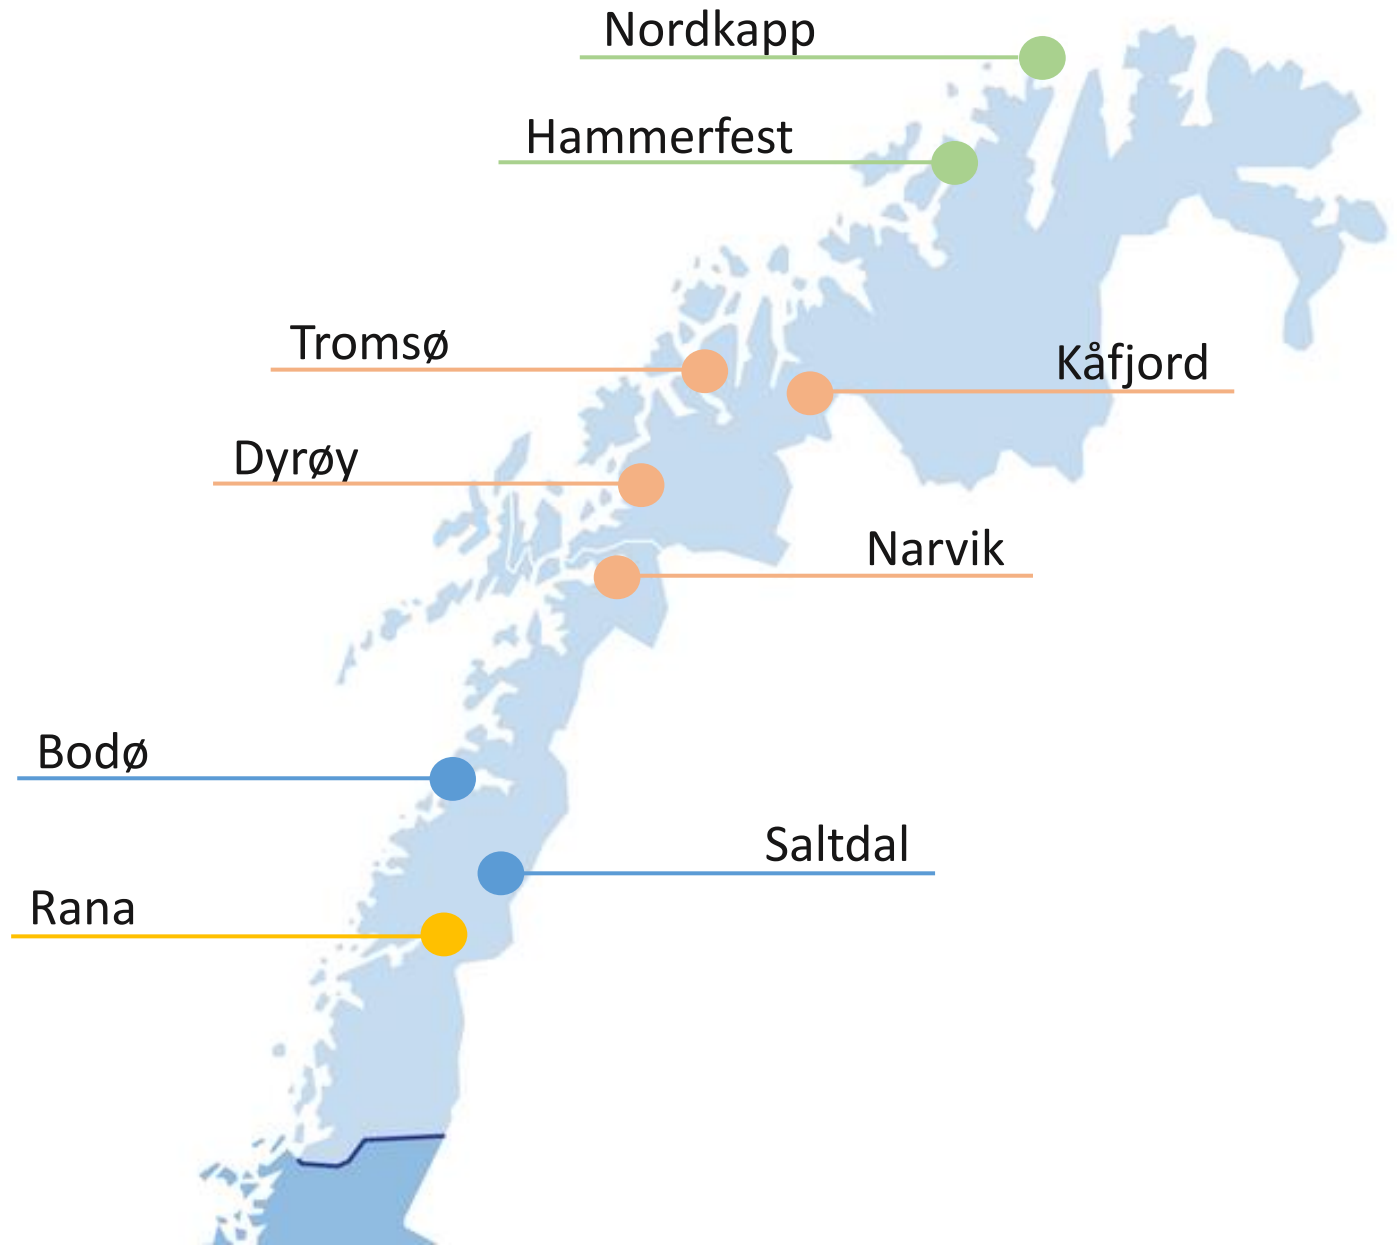 Nordkapp
Hammerfest
Tromsø
Kåfjord
Dyrøy
Narvik
Bodø
Saltdal
Rana